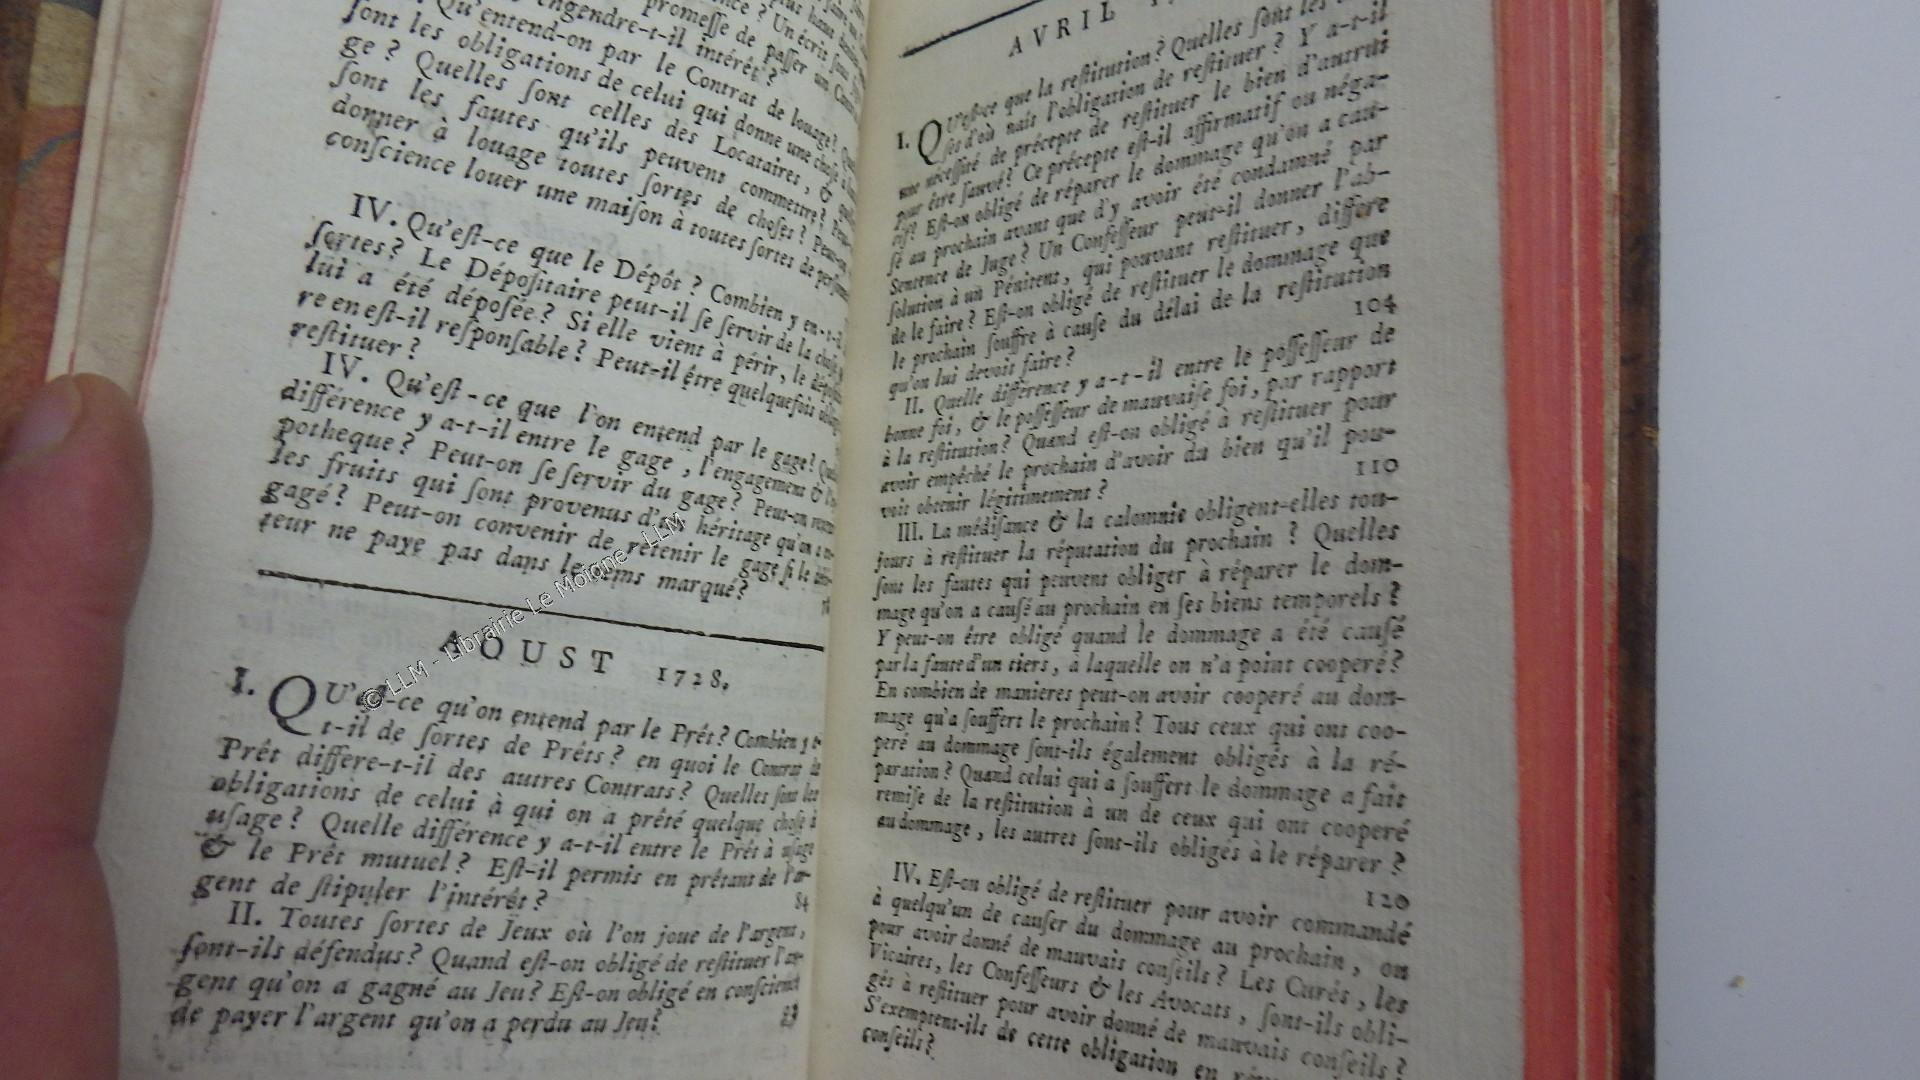 engendre-t-il intérêt ?
promesse de passer un
Qu'entend-on par le Contrat de louage ?
sont les obligations de celui qui donne une chose à
ge ? Quelles sont celles des Locataires, &
sont les fautes qu'ils peuvent commettre ?
donner à louage toutes sortes de choses ? Peut-on
conscience louer une maison à toutes sortes de
IV. Qu'est-ce que le Dépôt ? Combien y en-t-il
sortes ? Le Dépositaire peut-il se servir de la chose
lui a été déposée ? Si elle vient à périr, le
re en est-il responsable ? Peut-il être quelquefois
restituer ?
IV. Qu'est-ce que l'on entend par le gage ?
différence y a-t-il entre le gage, l'engagement &
potheque ? Peut-on se servir du gage ? Peut-on
les fruits qui sont provenus d'un héritage qu'on a
gagé ? Peut-on convenir de retenir le gage si le
teur ne paye pas dans le tems marqué ?
AOUST 1728.
I. QU'est-ce qu'on entend par le Prêt ? Combien y
t-il de sortes de Prêts ? en quoi le Contrat
Prêt differe-t-il des autres Contrats ? Quelles sont les
obligations de celui à qui on a prêté quelque chose à
usage ? Quelle différence y a-t-il entre le Prêt à usage
& le Prêt mutuel ? Est-il permis en prêtant de l'ar-
gent de stipuler l'intérêt ? 84
II. Toutes sortes de Jeux où l'on joue de l'argent,
sont-ils défendus ? Quand est-on obligé de restituer l'ar-
gent qu'on a gagné au Jeu ? Est-on obligé en conscience
de payer l'argent qu'on a perdu au Jeu ?
© LLM - Librairie Le Moigne - LLM
AVRIL
I. QU'est-ce que la restitution ? Quelles sont les
ses d'où nait l'obligation de restituer ? Y a-t-il
une nécessité de précepte de restituer le bien d'autrui
pour être sauvé ? Ce précepte est-il affirmatif ou néga-
tif ? Est-on obligé de réparer le dommage qu'on a cau-
sé au prochain avant que d'y avoir été condamné par
Sentence de Juge ? Un Confesseur peut-il donner l'ab-
solution à un Pénitent, qui pouvant restituer, differe
de le faire ? Est-on obligé de restituer le dommage que
le prochain souffre à cause du délai de la restitution
qu'on lui devoit faire ? 104
II. Quelle différence y a-t-il entre le possesseur de
bonne foi, & le possesseur de mauvaise foi, par rapport
à la restitution ? Quand est-on obligé à restituer pour
avoir empêché le prochain d'avoir du bien qu'il pou-
voit obtenir légitimement ? 110
III. La médisance & la calomnie obligent-elles tou-
jours à restituer la réputation du prochain ? Quelles
sont les fautes qui peuvent obliger à réparer le dom-
mage qu'on a causé au prochain en ses biens temporels ?
Y peut-on être obligé quand le dommage a été causé
par la faute d'un tiers, à laquelle on n'a point cooperé ?
En combien de manieres peut-on avoir cooperé au dom-
mage qu'a souffert le prochain ? Tous ceux qui ont coo-
peré au dommage sont-ils également obligés à la ré-
paration ? Quand celui qui a souffert le dommage a fait
remise de la restitution à un de ceux qui ont cooperé
au dommage, les autres sont-ils obligés à le réparer ?
120
IV. Est-on obligé de restituer pour avoir commandé
à quelqu'un de causer du dommage au prochain, ou
pour avoir donné de mauvais conseils ? Les Curés, les
Vicaires, les Confesseurs & les Avocats, sont-ils obli-
gés à restituer pour avoir donné de mauvais conseils ?
S'exemptent-ils de cette obligation en
conseils ?